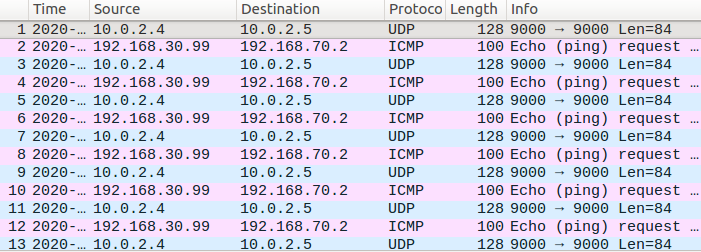 Time Source Destination Protoco Length Info
1 2020-… 10.0.2.4 10.0.2.5 UDP 128 9000 → 9000 Len=84
2 2020-… 192.168.30.99 192.168.70.2 ICMP 100 Echo (ping) request …
3 2020-… 10.0.2.4 10.0.2.5 UDP 128 9000 → 9000 Len=84
4 2020-… 192.168.30.99 192.168.70.2 ICMP 100 Echo (ping) request …
5 2020-… 10.0.2.4 10.0.2.5 UDP 128 9000 → 9000 Len=84
6 2020-… 192.168.30.99 192.168.70.2 ICMP 100 Echo (ping) request …
7 2020-… 10.0.2.4 10.0.2.5 UDP 128 9000 → 9000 Len=84
8 2020-… 192.168.30.99 192.168.70.2 ICMP 100 Echo (ping) request …
9 2020-… 10.0.2.4 10.0.2.5 UDP 128 9000 → 9000 Len=84
10 2020-… 192.168.30.99 192.168.70.2 ICMP 100 Echo (ping) request …
11 2020-… 10.0.2.4 10.0.2.5 UDP 128 9000 → 9000 Len=84
12 2020-… 192.168.30.99 192.168.70.2 ICMP 100 Echo (ping) request …
13 2020-… 10.0.2.4 10.0.2.5 UDP 128 9000 → 9000 Len=84